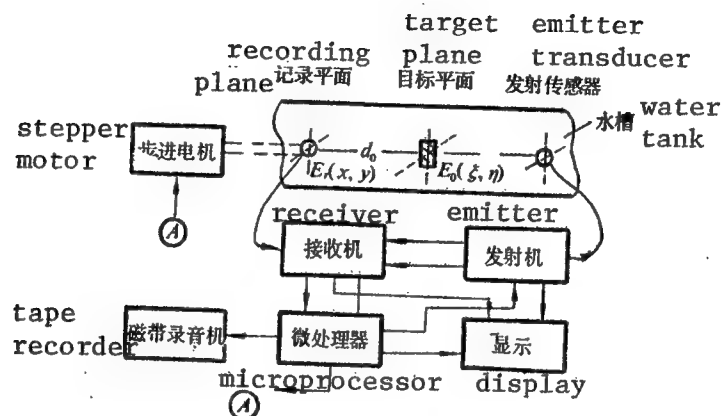 target emitter
recording plane transducer
plane 记录平面 目标平面 发射传感器
水槽 water
tank
stepper
motor
步进电机
d₀
Eᵣ(x, y)
E₀(ξ, η)
A
receiver emitter
接收机
发射机
tape
recorder
磁带录音机
微处理器
显示
microprocessor display
A